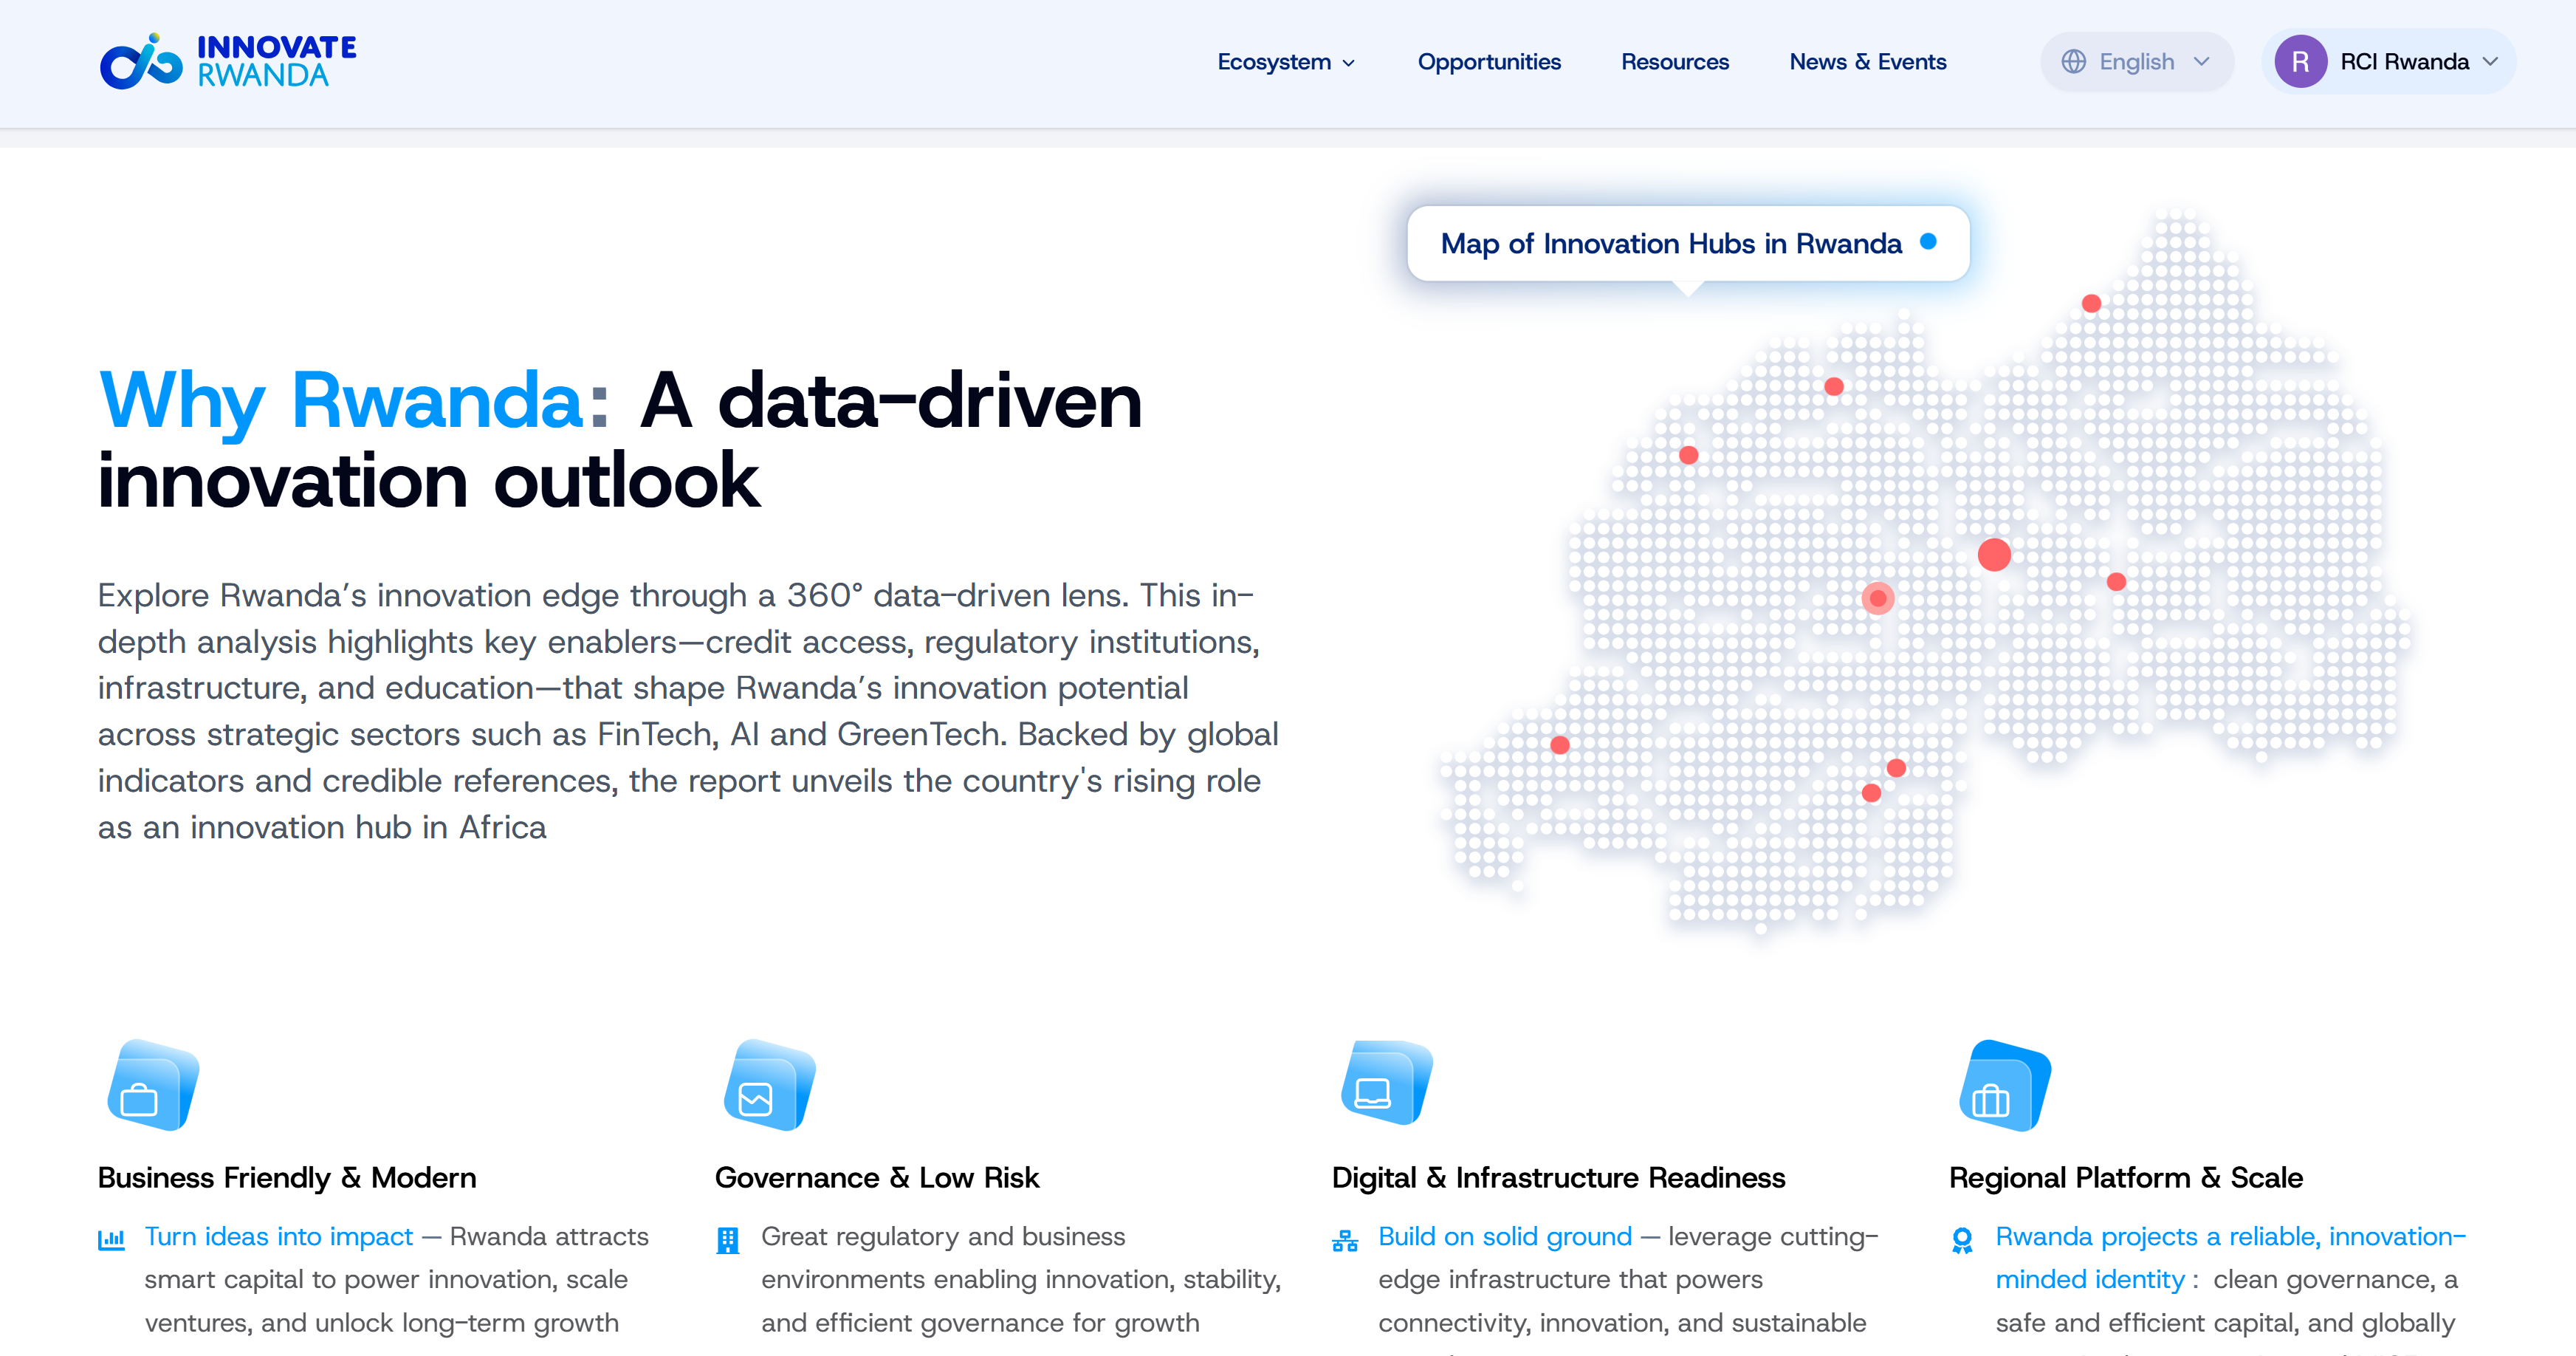 INNOVATE
RWANDA
Ecosystem
Opportunities
Resources
News & Events
English
R
RCI Rwanda
Map of Innovation Hubs in Rwanda
Why Rwanda: A data-driven
innovation outlook
Explore Rwanda’s innovation edge through a 360° data-driven lens. This in-
depth analysis highlights key enablers—credit access, regulatory institutions,
infrastructure, and education—that shape Rwanda’s innovation potential
across strategic sectors such as FinTech, AI and GreenTech. Backed by global
indicators and credible references, the report unveils the country's rising role
as an innovation hub in Africa
Business Friendly & Modern
Turn ideas into impact — Rwanda attracts
smart capital to power innovation, scale
ventures, and unlock long-term growth
Governance & Low Risk
Great regulatory and business
environments enabling innovation, stability,
and efficient governance for growth
Digital & Infrastructure Readiness
Build on solid ground — leverage cutting-
edge infrastructure that powers
connectivity, innovation, and sustainable
Regional Platform & Scale
Rwanda projects a reliable, innovation-
minded identity : clean governance, a
safe and efficient capital, and globally